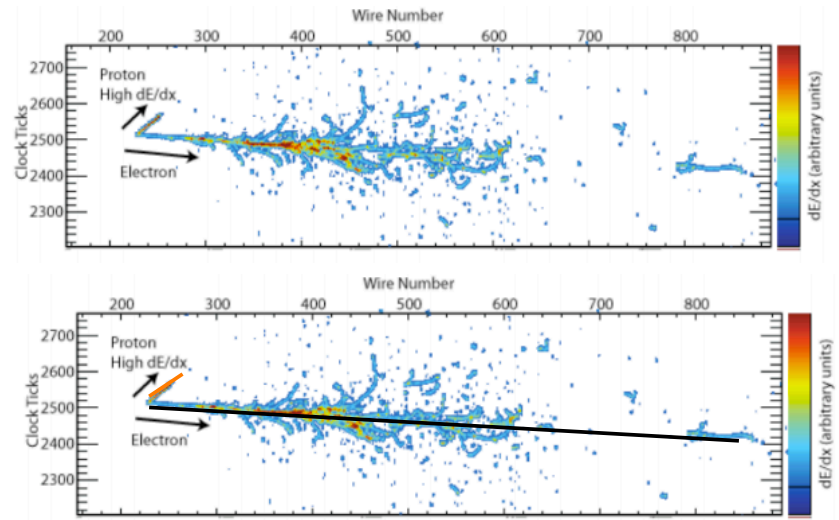 Wire Number
200 300 400 500 600 800
2700
2600
2500
2400
2300
Clock Ticks
Proton
High dE/dx
Electron
dE/dx (arbitrary units)
Wire Number
200 300 400 500 600 700 800
2700
2600
2500
2400
2300
Clock Ticks
Proton
High dE/dx
Electron
dE/dx (arbitrary units)